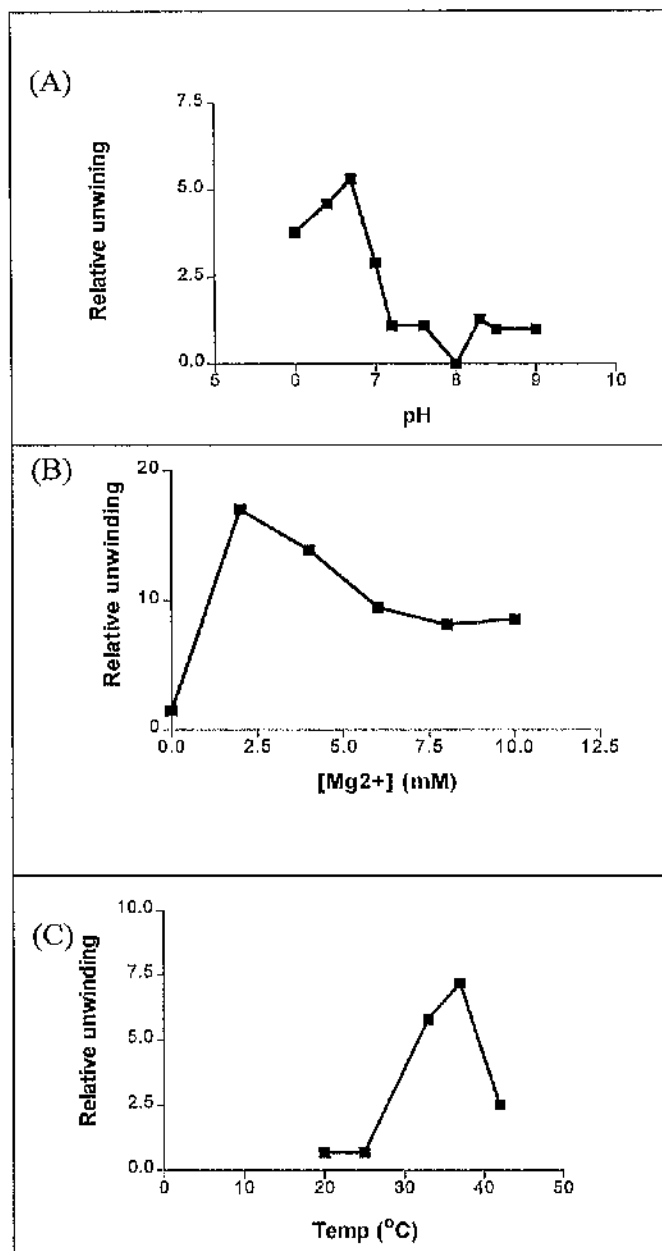 (A)
Relative unwining
7.5
5.0
2.5
0.0
5 6 7 8 9 10
pH
(B)
Relative unwinding
20
10
0
0.0 2.5 5.0 7.5 10.0 12.5
[Mg2+] (mM)
(C)
Relative unwinding
10.0
7.5
5.0
2.5
0.0
0 10 20 30 40 50
Temp (°C)